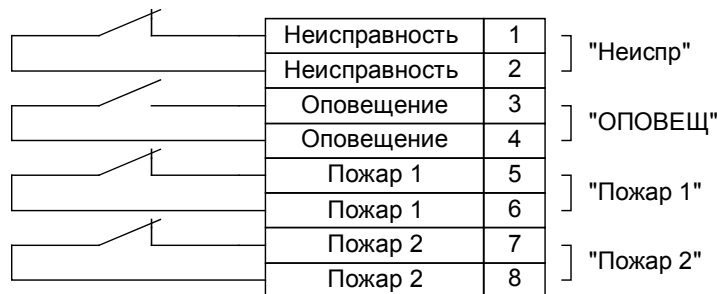 Неисправность 1
Неисправность 2
"Неиспр"
Оповещение 3
Оповещение 4
"ОПОВЕЩ"
Пожар 1 5
Пожар 1 6
"Пожар 1"
Пожар 2 7
Пожар 2 8
"Пожар 2"